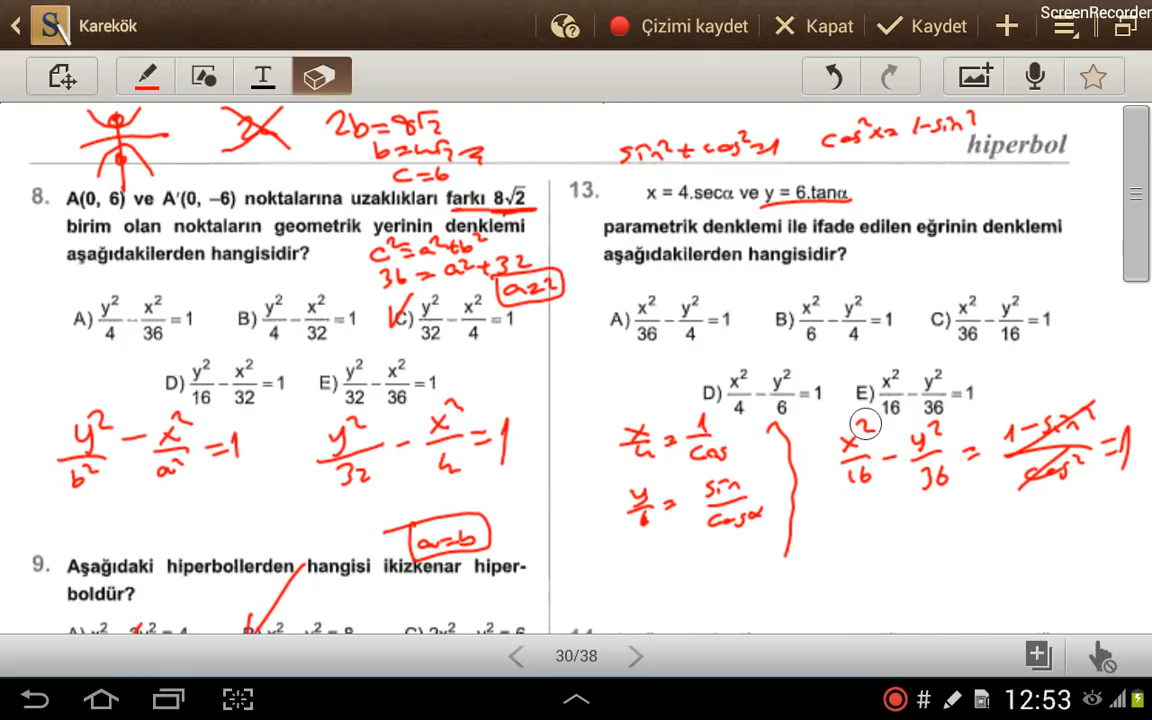 ScreenRecorder
Karekök
Çizimi kaydet
Kapat
Kaydet
T
2b=8√2
c=6
sin²+cos²=1
cos²x=1-sin²
hiperbol
8. A(0, 6) ve A'(0, –6) noktalarına uzaklıkları farkı 8√2
birim olan noktaların geometrik yerinin denklemi
aşağıdakilerden hangisidir?
c²=a²+b²
36=a²+32
a=2
A) y²/4 – x²/36 = 1
B) y²/4 – x²/32 = 1
C) y²/32 – x²/4 = 1
D) y²/16 – x²/32 = 1
E) y²/32 – x²/36 = 1
y²/b² – x²/a² = 1
y²/32 – x²/4 = 1
a=b
9. Aşağıdaki hiperbollerden hangisi ikizkenar hiper-
boldür?
13. x = 4.secα ve y = 6.tanα
parametrik denklemi ile ifade edilen eğrinin denklemi
aşağıdakilerden hangisidir?
A) x²/36 – y²/4 = 1
B) x²/6 – y²/4 = 1
C) x²/36 – y²/16 = 1
D) x²/4 – y²/6 = 1
E) x²/16 – y²/36 = 1
x/4 = 1/cos
y/6 = sin/cosα
x²/16 – y²/36 = 1-sin²/cos² = 1
30/38
12:53